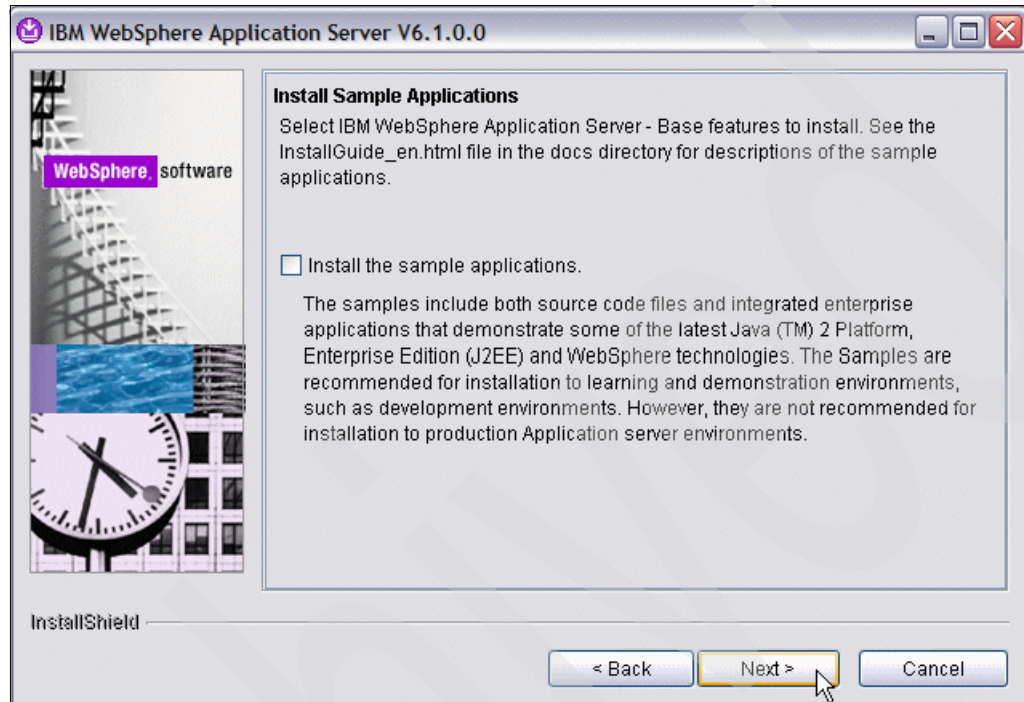 IBM WebSphere Application Server V6.1.0.0
WebSphere. software
Install Sample Applications
Select IBM WebSphere Application Server - Base features to install. See the
InstallGuide_en.html file in the docs directory for descriptions of the sample
applications.
Install the sample applications.
The samples include both source code files and integrated enterprise
applications that demonstrate some of the latest Java (TM) 2 Platform,
Enterprise Edition (J2EE) and WebSphere technologies. The Samples are
recommended for installation to learning and demonstration environments,
such as development environments. However, they are not recommended for
installation to production Application server environments.
InstallShield
< Back
Next >
Cancel